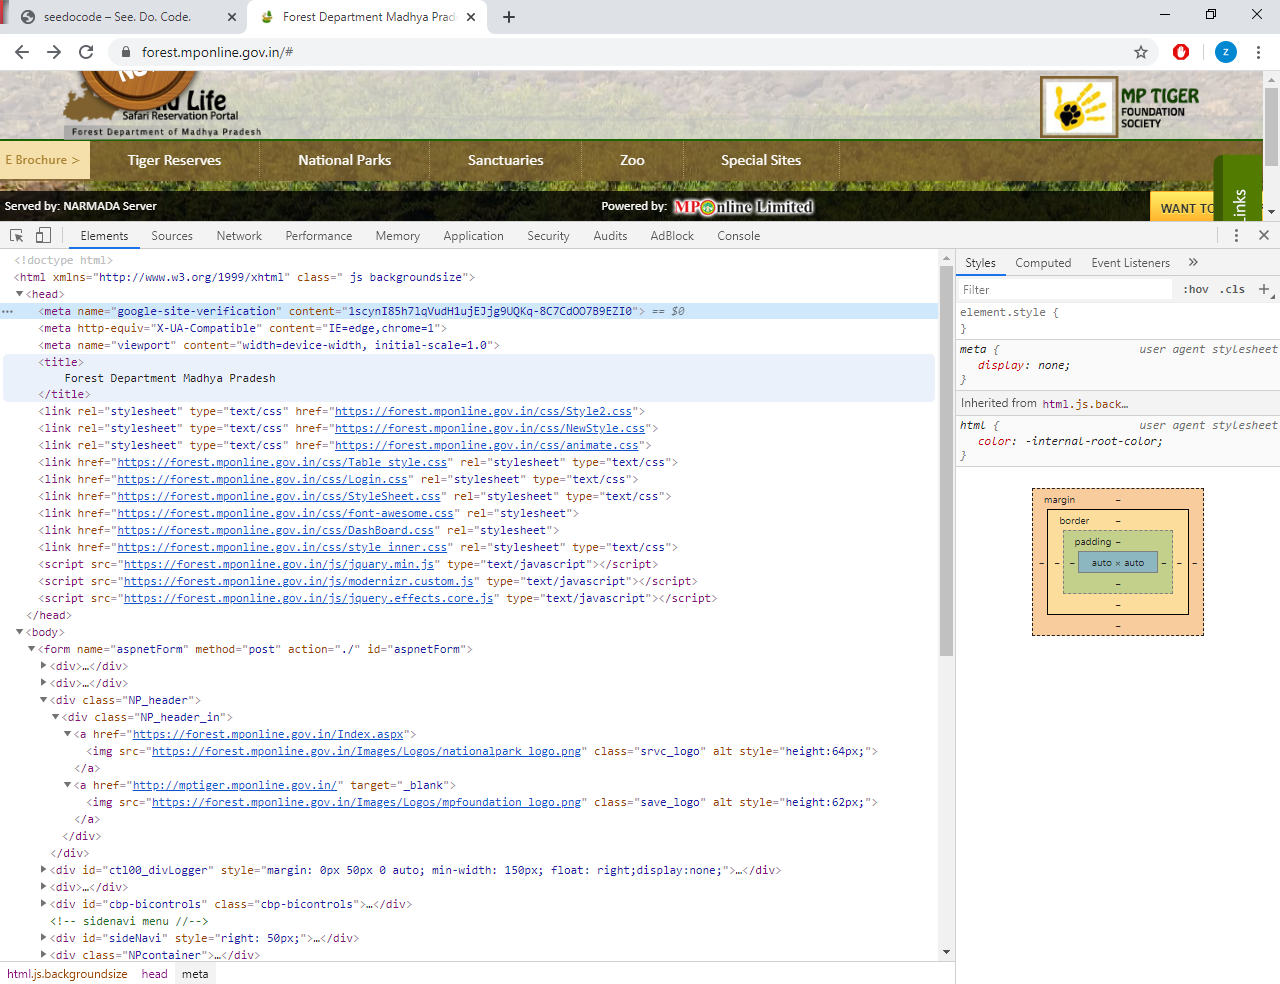 seedocode – See. Do. Code.
Forest Department Madhya Prad
forest.mponline.gov.in/#
Z
Life
Safari Reservation Portal
Forest Department of Madhya Pradesh
MP TIGER
FOUNDATION
SOCIETY
E Brochure >
Tiger Reserves
National Parks
Sanctuaries
Zoo
Special Sites
Served by: NARMADA Server
Powered by: MPOnline Limited
WANT TO
Links
Elements Sources Network Performance Memory Application Security Audits AdBlock Console
<!doctype html>
<html xmlns="http://www.w3.org/1999/xhtml" class=" js backgroundsize">
<head>
<meta name="google-site-verification" content="1scynI85h7lqVudH1ujEJjg9UQKq-8C7CdOO7B9EZI0"> == $0
<meta http-equiv="X-UA-Compatible" content="IE=edge,chrome=1">
<meta name="viewport" content="width=device-width, initial-scale=1.0">
<title>
Forest Department Madhya Pradesh
</title>
<link rel="stylesheet" type="text/css" href="https://forest.mponline.gov.in/css/Style2.css">
<link rel="stylesheet" type="text/css" href="https://forest.mponline.gov.in/css/NewStyle.css">
<link rel="stylesheet" type="text/css" href="https://forest.mponline.gov.in/css/animate.css">
<link href="https://forest.mponline.gov.in/css/Table_style.css" rel="stylesheet" type="text/css">
<link href="https://forest.mponline.gov.in/css/Login.css" rel="stylesheet" type="text/css">
<link href="https://forest.mponline.gov.in/css/StyleSheet.css" rel="stylesheet" type="text/css">
<link href="https://forest.mponline.gov.in/css/font-awesome.css" rel="stylesheet">
<link href="https://forest.mponline.gov.in/css/DashBoard.css" rel="stylesheet">
<link href="https://forest.mponline.gov.in/css/style_inner.css" rel="stylesheet" type="text/css">
<script src="https://forest.mponline.gov.in/js/jquary.min.js" type="text/javascript"></script>
<script src="https://forest.mponline.gov.in/js/modernizr.custom.js" type="text/javascript"></script>
<script src="https://forest.mponline.gov.in/js/jquery.effects.core.js" type="text/javascript"></script>
</head>
<body>
<form name="aspnetForm" method="post" action="./" id="aspnetForm">
<div>…</div>
<div>…</div>
<div class="NP_header">
<div class="NP_header_in">
<a href="https://forest.mponline.gov.in/Index.aspx">
<img src="https://forest.mponline.gov.in/Images/Logos/nationalpark_logo.png" class="srvc_logo" alt style="height:64px;">
</a>
<a href="http://mptiger.mponline.gov.in/" target="_blank">
<img src="https://forest.mponline.gov.in/Images/Logos/mpfoundation_logo.png" class="save_logo" alt style="height:62px;">
</a>
</div>
</div>
<div id="ctl00_divLogger" style="margin: 0px 50px 0 auto; min-width: 150px; float: right;display:none;">…</div>
<div>…</div>
<div id="cbp-bicontrols" class="cbp-bicontrols">…</div>
<!-- sidenavi menu //-->
<div id="sideNavi" style="right: 50px;">…</div>
<div class="NPcontainer">…</div>
html.js.backgroundsize head meta
Styles Computed Event Listeners »
Filter :hov .cls +
element.style {
}
meta { user agent stylesheet
display: none;
}
Inherited from html.js.back…
html { user agent stylesheet
color: -internal-root-color;
}
margin –
border –
padding –
– – – auto × auto – – –
–
–
–